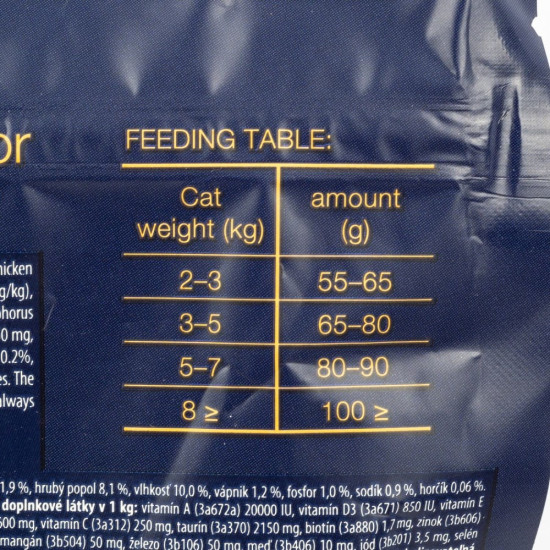 or
FEEDING TABLE:
Cat weight (kg) amount (g)
2–3 55–65
3–5 65–80
5–7 80–90
8 ≥ 100 ≥
hicken
g/kg),
phorus
0 mg,
0.2%,
es. The
always
1,9 %, hrubý popol 8,1 %, vlhkosť 10,0 %, vápnik 1,2 %, fosfor 1,0 %, sodík 0,9 %, horčík 0,06 %.
doplnkové látky v 1 kg: vitamín A (3a672a) 20000 IU, vitamín D3 (3a671) 850 IU, vitamín E
600 mg, vitamín C (3a312) 250 mg, taurín (3a370) 2150 mg, biotín (3a880) 1,7 mg, zinok (3b606)
mangán (3b504) 50 mg, železo (3b106) 50 mg, meď (3b406) 10 mg, jód (3b201) 3,5 mg, selén